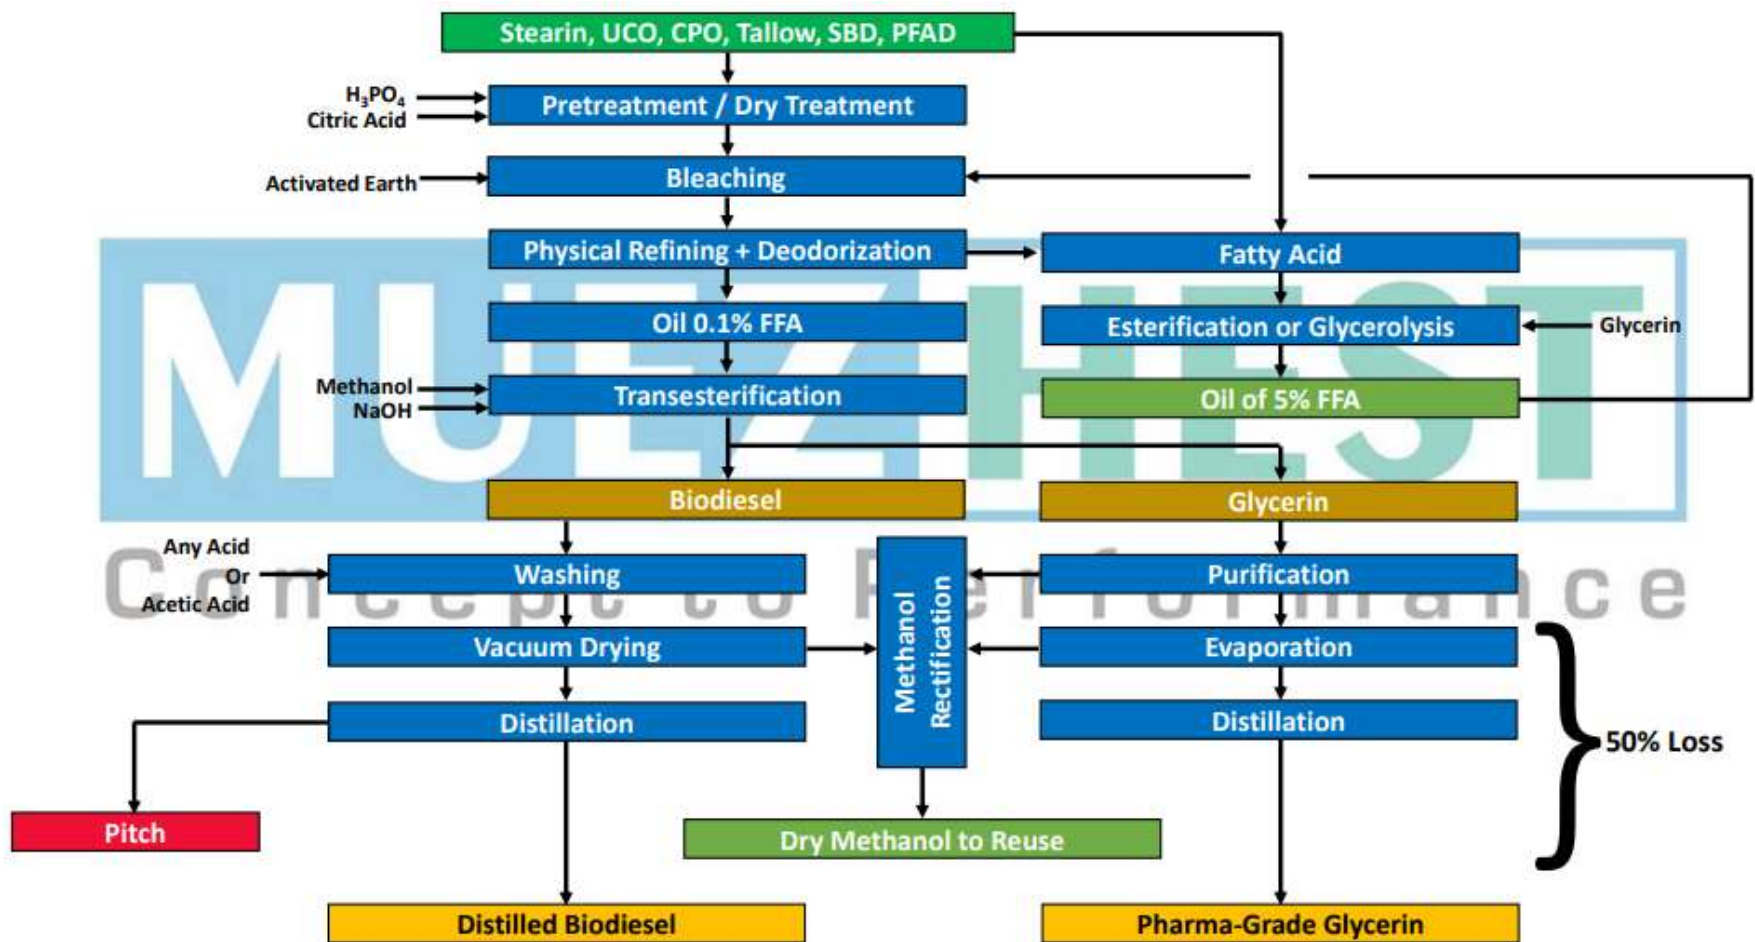 Stearin, UCO, CPO, Tallow, SBD, PFAD
H₃PO₄
Citric Acid
Pretreatment / Dry Treatment
Activated Earth
Bleaching
Physical Refining + Deodorization
Fatty Acid
Oil 0.1% FFA
Esterification or Glycerolysis
Glycerin
Methanol
NaOH
Transesterification
Oil of 5% FFA
MUEZ HEST
Biodiesel
Glycerin
Concept to Performance
Any Acid
Or
Acetic Acid
Washing
Methanol
Rectification
Purification
Vacuum Drying
Evaporation
Distillation
Distillation
50% Loss
Pitch
Dry Methanol to Reuse
Distilled Biodiesel
Pharma-Grade Glycerin